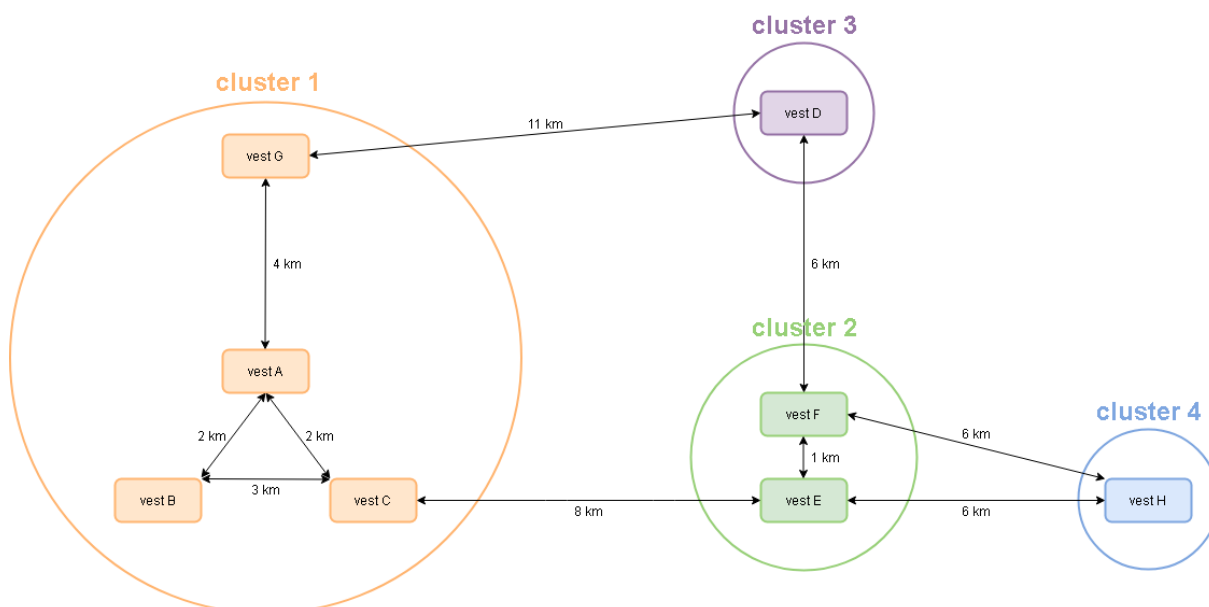 cluster 3
cluster 1
vest D
11 km
vest G
4 km
6 km
cluster 2
vest A
cluster 4
vest F
2 km
2 km
6 km
1 km
3 km
vest B
vest C
vest E
vest H
8 km
6 km